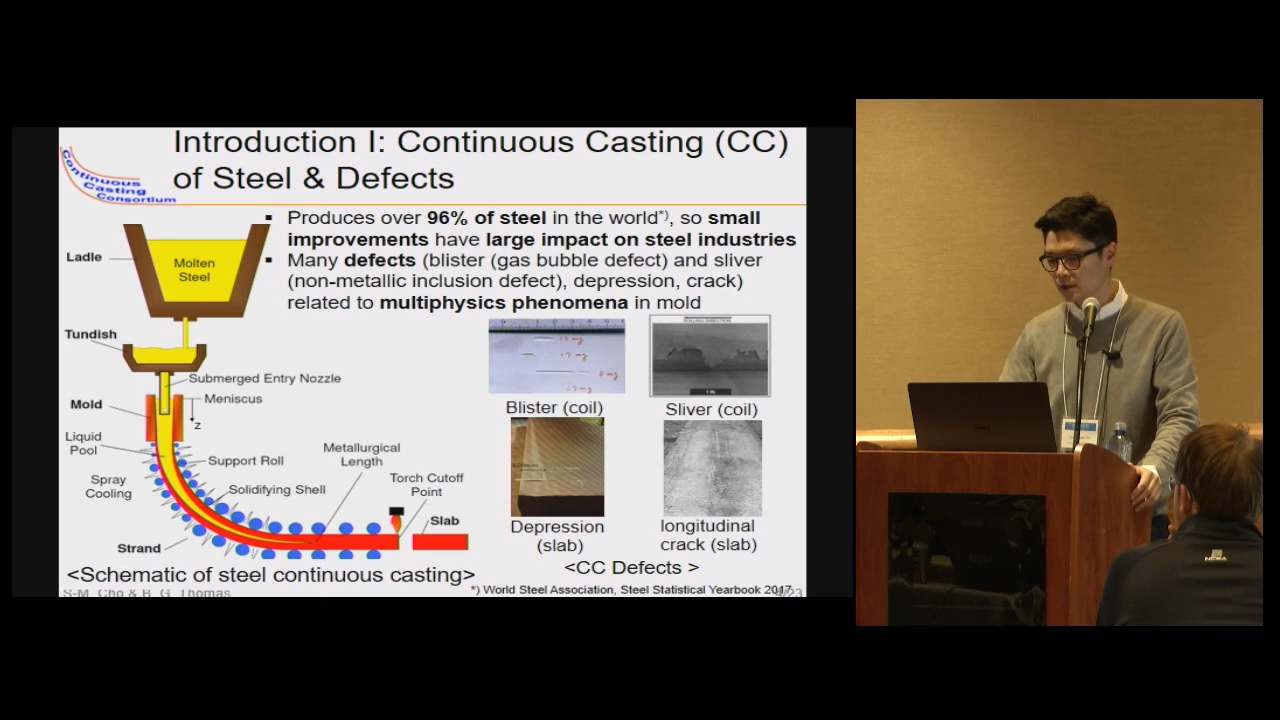 Introduction I: Continuous Casting (CC)
of Steel & Defects
Continuous
Casting
Consortium
▪ Produces over 96% of steel in the world*), so small
improvements have large impact on steel industries
▪ Many defects (blister (gas bubble defect) and sliver
(non-metallic inclusion defect), depression, crack)
related to multiphysics phenomena in mold
Ladle
Molten
Steel
Tundish
Submerged Entry Nozzle
Meniscus
Mold
z
Liquid
Pool
Support Roll
Metallurgical
Length
Spray
Cooling
Solidifying Shell
Torch Cutoff
Point
Slab
Strand
<Schematic of steel continuous casting>
ROLLING DIRECTION
Blister (coil)
Sliver (coil)
Depression
(slab)
longitudinal
crack (slab)
<CC Defects >
*) World Steel Association, Steel Statistical Yearbook 2017
S-M. Cho & B. G. Thomas
NCSA